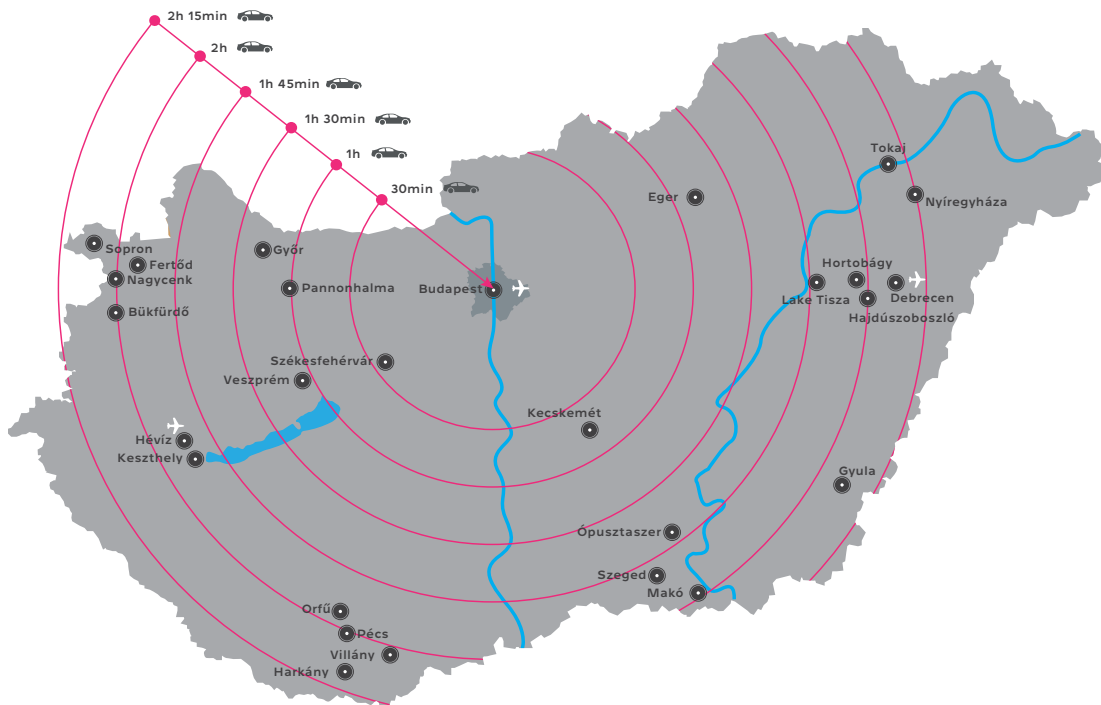 2h 15min
2h
1h 45min
1h 30min
1h
30min
Tokaj
Eger
Nyíregyháza
Sopron
Győr
Fertőd
Nagycenk
Hortobágy
Pannonhalma
Budapest
Lake Tisza
Debrecen
Bükfürdő
Hajdúszoboszló
Székesfehérvár
Veszprém
Kecskemét
Hévíz
Keszthely
Gyula
Ópusztaszer
Szeged
Makó
Orfű
Pécs
Villány
Harkány